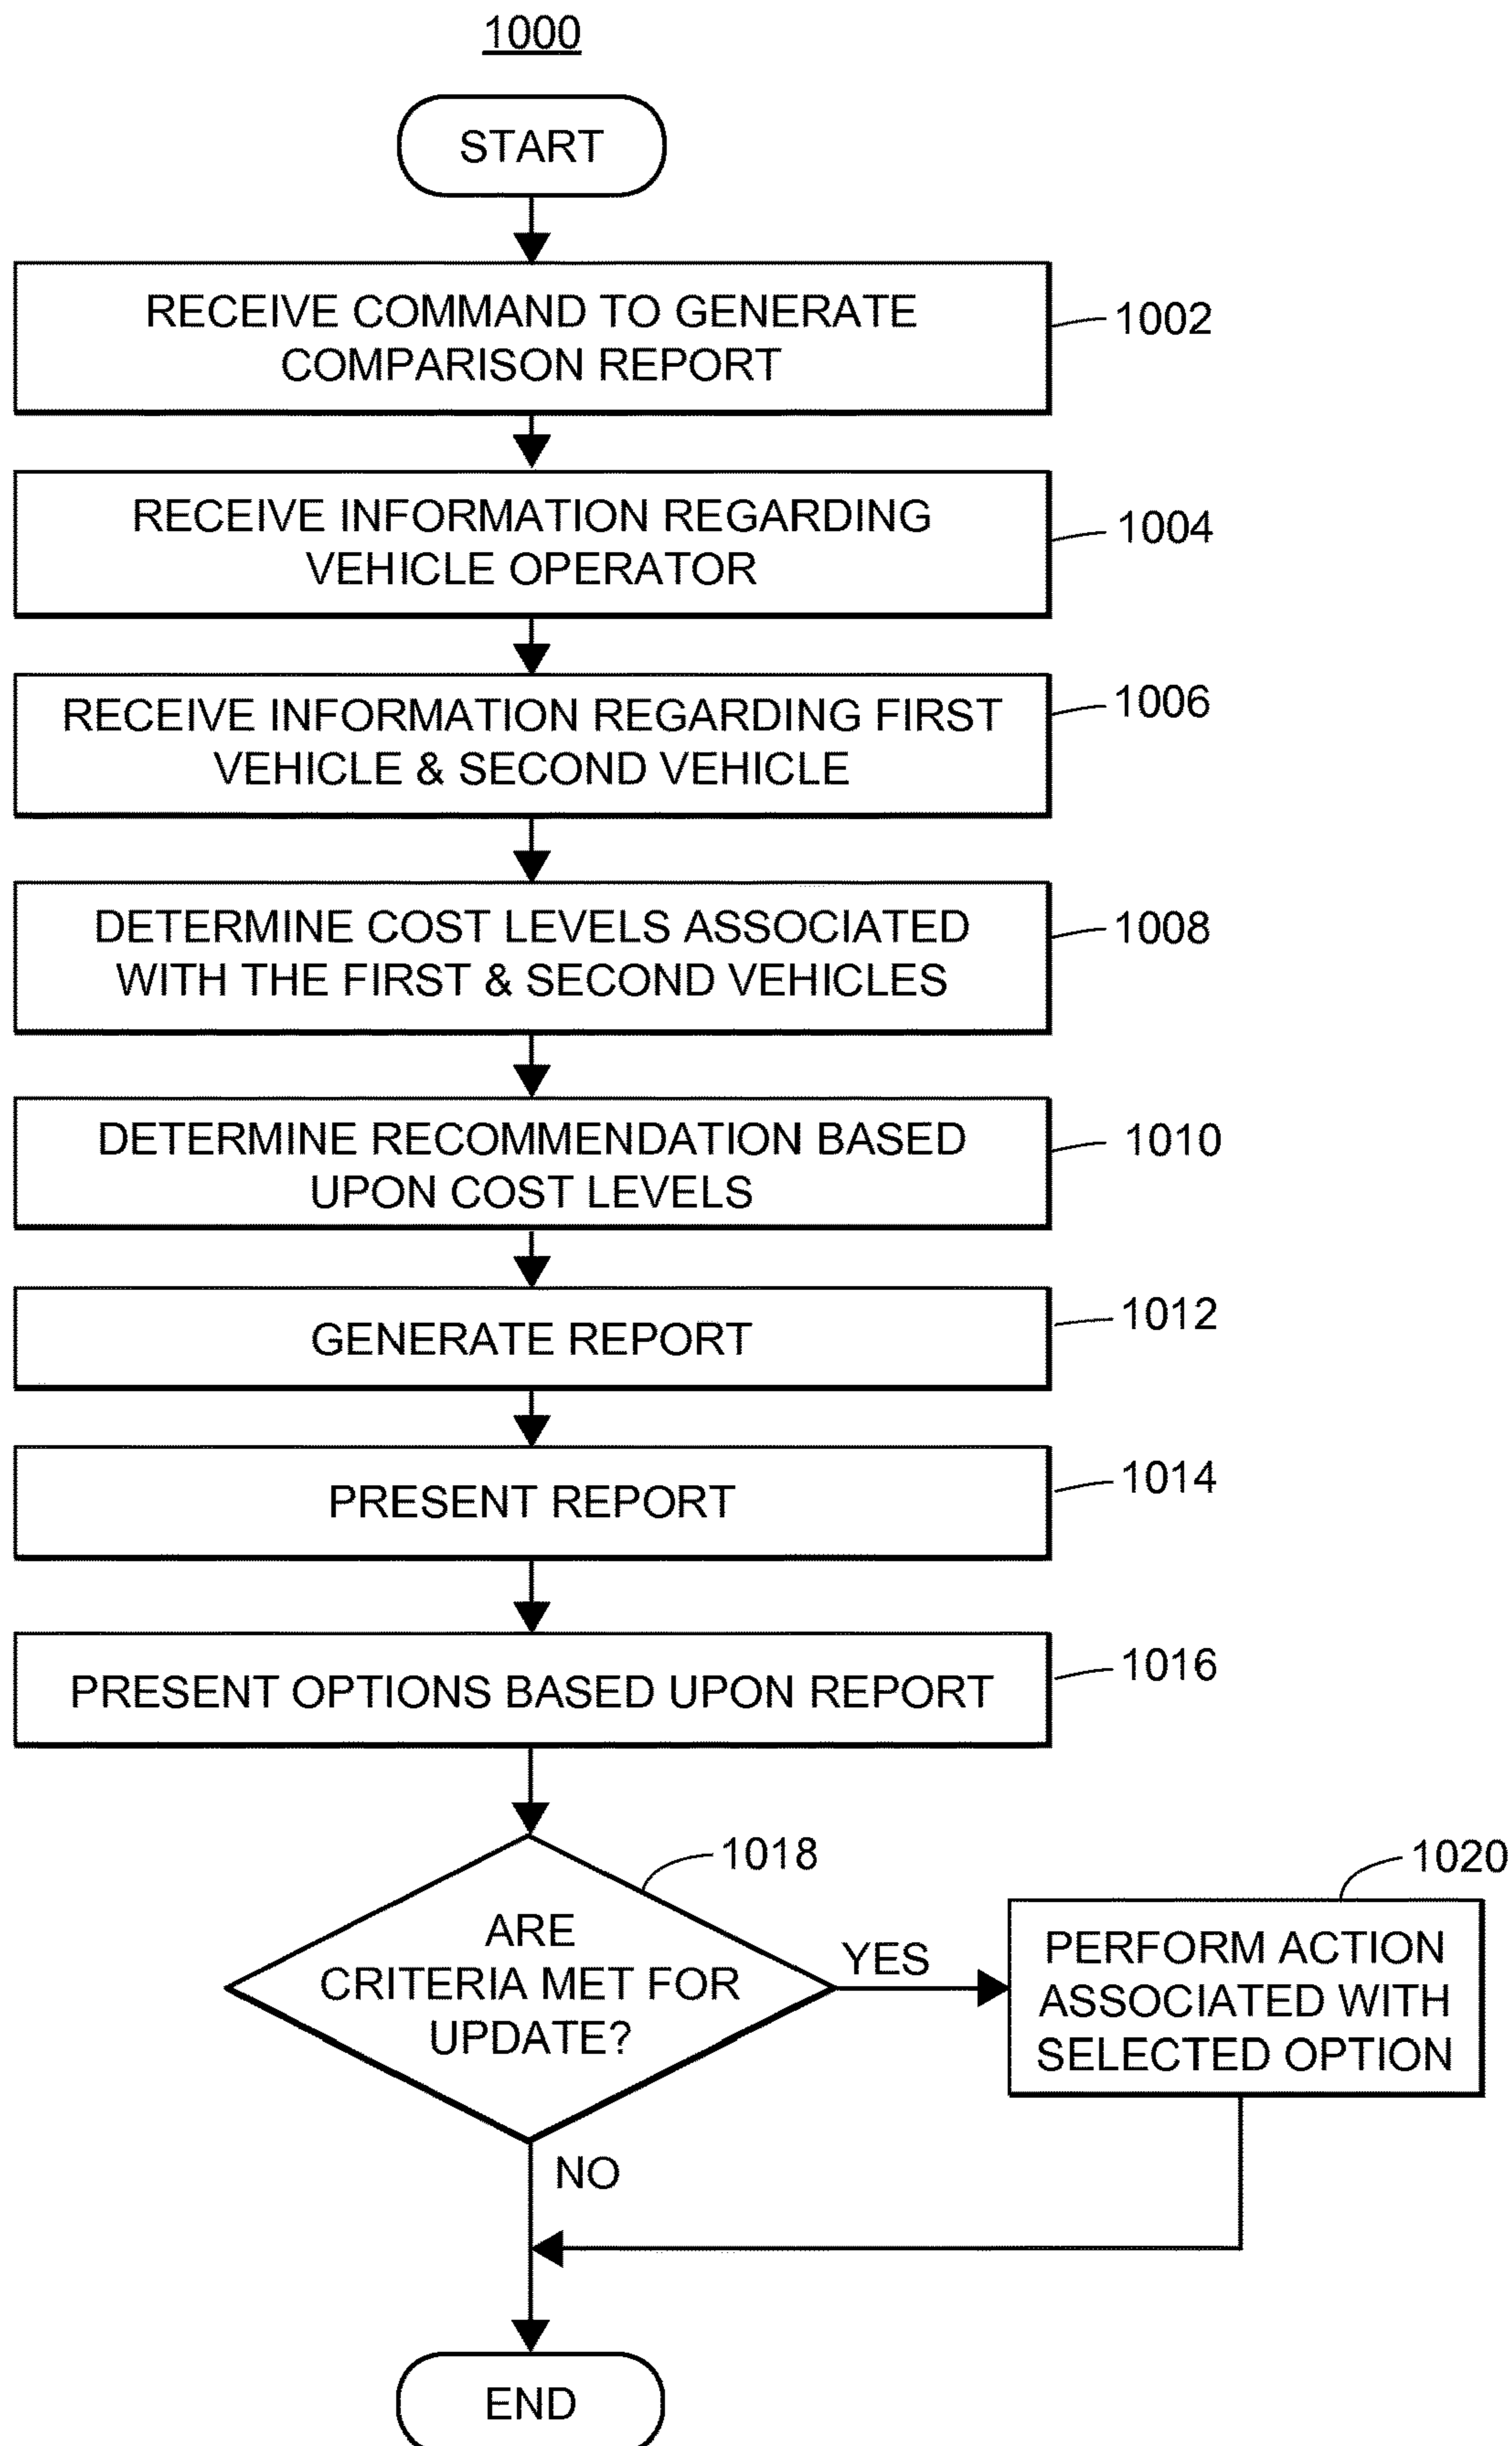 1000
START
RECEIVE COMMAND TO GENERATE
COMPARISON REPORT
1002
RECEIVE INFORMATION REGARDING
VEHICLE OPERATOR
1004
RECEIVE INFORMATION REGARDING FIRST
VEHICLE & SECOND VEHICLE
1006
DETERMINE COST LEVELS ASSOCIATED
WITH THE FIRST & SECOND VEHICLES
1008
DETERMINE RECOMMENDATION BASED
UPON COST LEVELS
1010
GENERATE REPORT
1012
PRESENT REPORT
1014
PRESENT OPTIONS BASED UPON REPORT
1016
ARE
CRITERIA MET FOR
UPDATE?
1018
YES
PERFORM ACTION
ASSOCIATED WITH
SELECTED OPTION
1020
NO
END